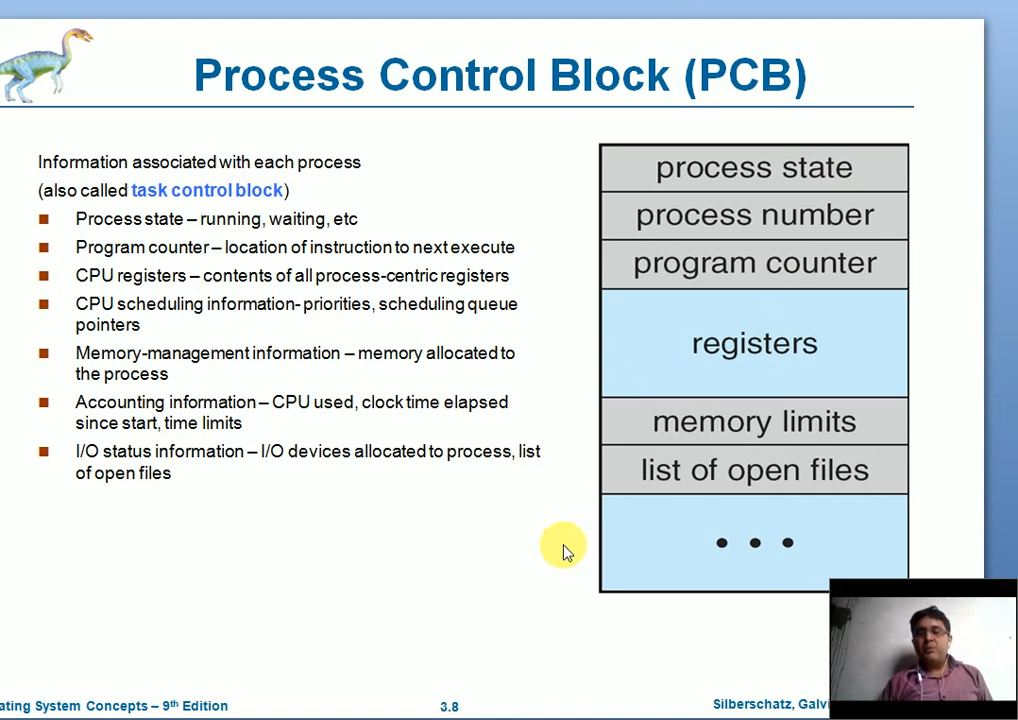 Process Control Block (PCB)
Information associated with each process
(also called task control block)
Process state – running, waiting, etc
Program counter – location of instruction to next execute
CPU registers – contents of all process-centric registers
CPU scheduling information- priorities, scheduling queue
pointers
Memory-management information – memory allocated to
the process
Accounting information – CPU used, clock time elapsed
since start, time limits
I/O status information – I/O devices allocated to process, list
of open files
process state
process number
program counter
registers
memory limits
list of open files
• • •
ating System Concepts – 9th Edition
3.8
Silberschatz, Galvi